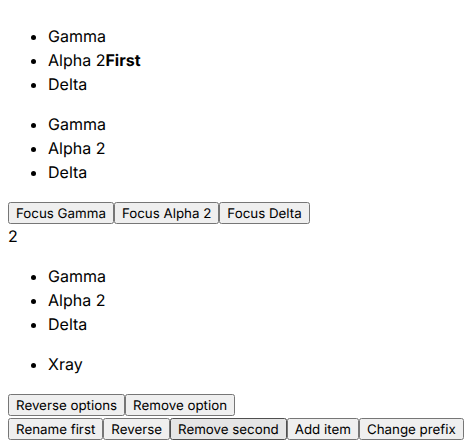 Gamma
Alpha 2First
Delta
Gamma
Alpha 2
Delta
Focus Gamma Focus Alpha 2 Focus Delta
2
Gamma
Alpha 2
Delta
Xray
Reverse options Remove option
Rename first Reverse Remove second Add item Change prefix